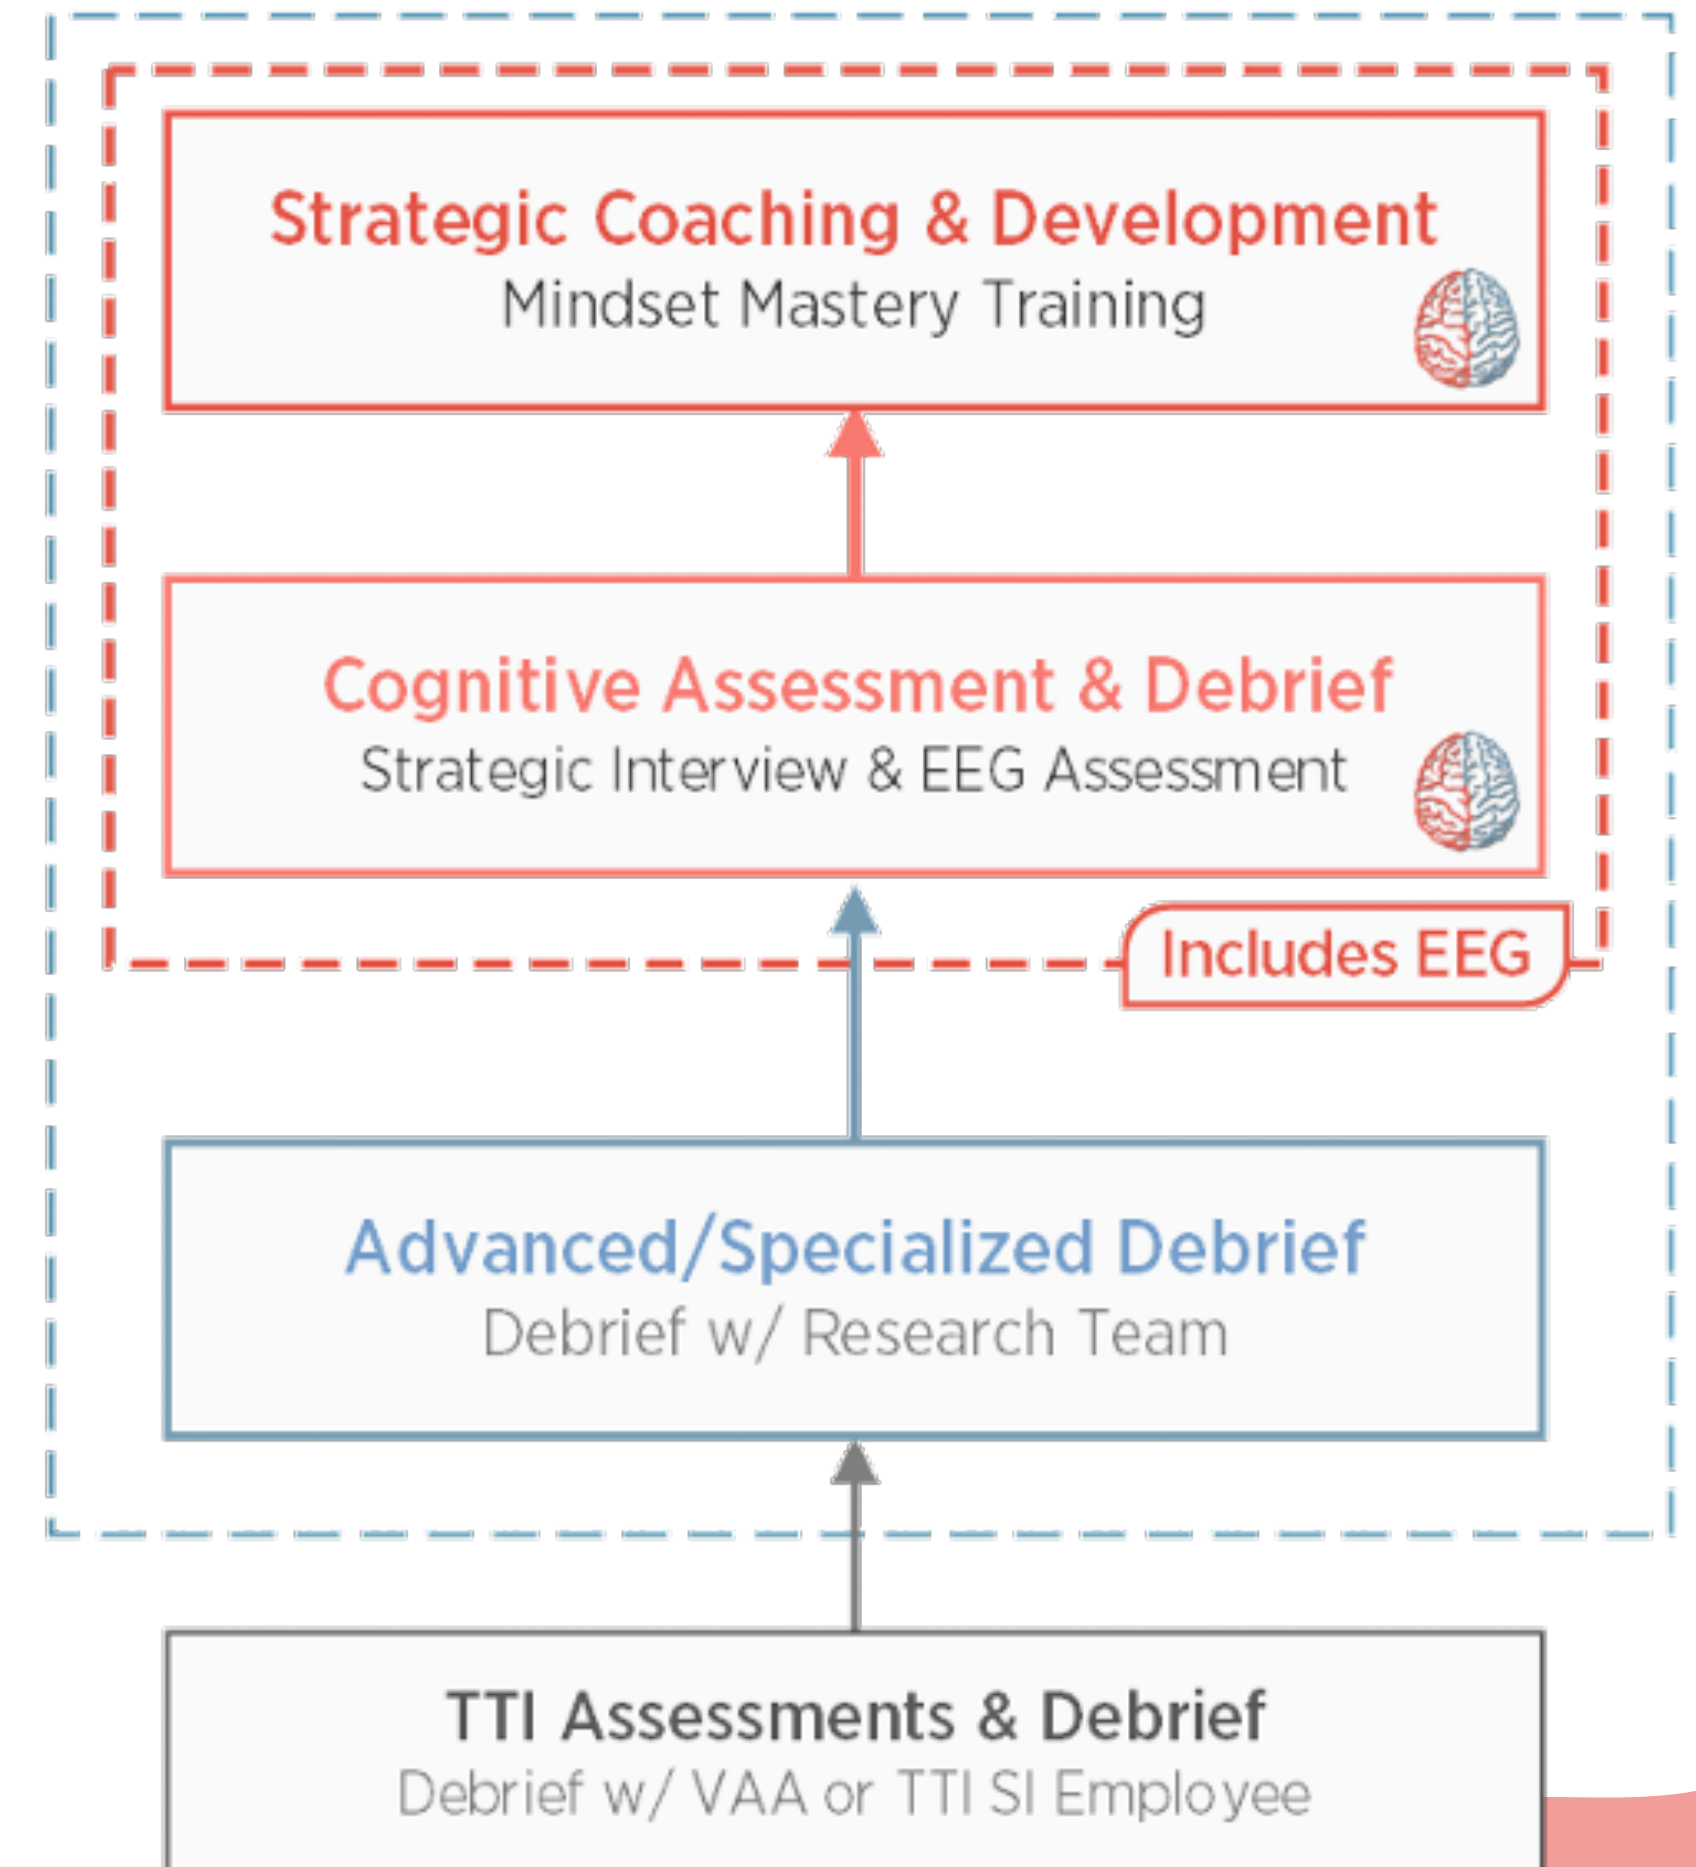 Strategic Coaching & Development
Mindset Mastery Training
Cognitive Assessment & Debrief
Strategic Interview & EEG Assessment
Includes EEG
Advanced/Specialized Debrief
Debrief w/ Research Team
TTI Assessments & Debrief
Debrief w/ VAA or TTI SI Employee